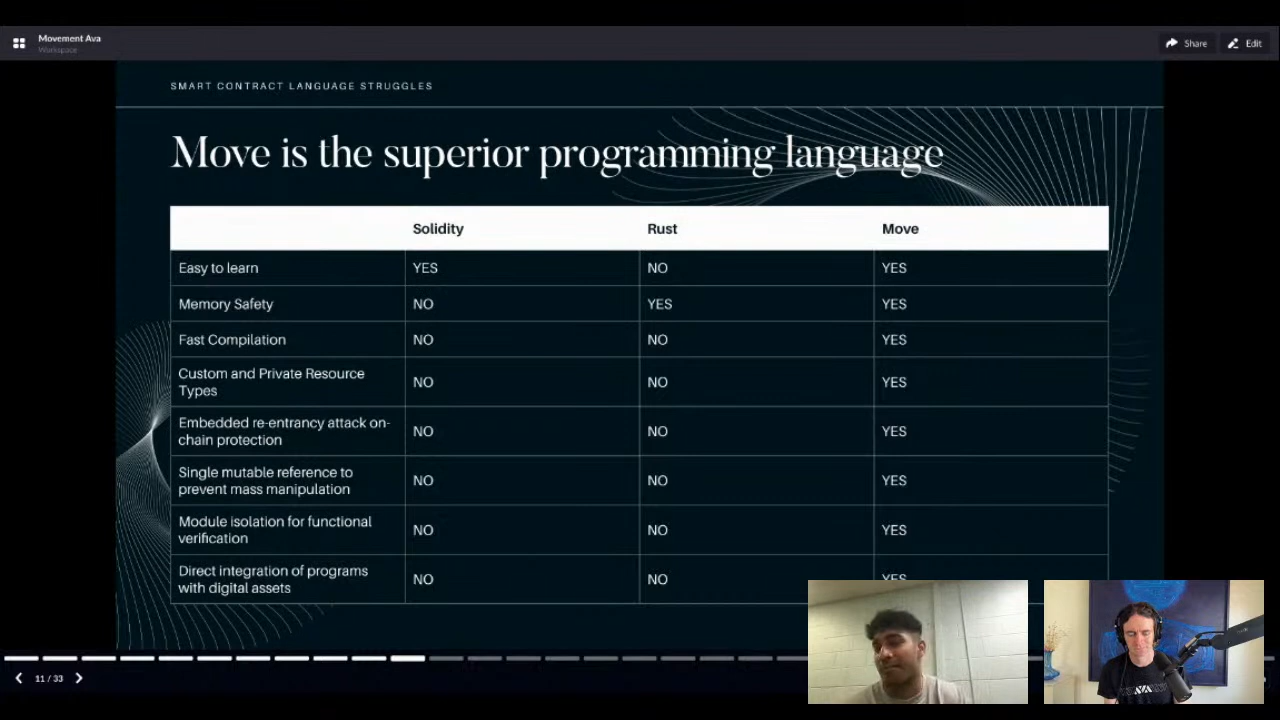 Movement Ava
Workspace
Share
Edit
SMART CONTRACT LANGUAGE STRUGGLES
Move is the superior programming language
Solidity Rust Move
Easy to learn YES NO YES
Memory Safety NO YES YES
Fast Compilation NO NO YES
Custom and Private Resource
Types NO NO YES
Embedded re-entrancy attack on-
chain protection NO NO YES
Single mutable reference to
prevent mass manipulation NO NO YES
Module isolation for functional
verification NO NO YES
Direct integration of programs
with digital assets NO NO YES
11 / 33